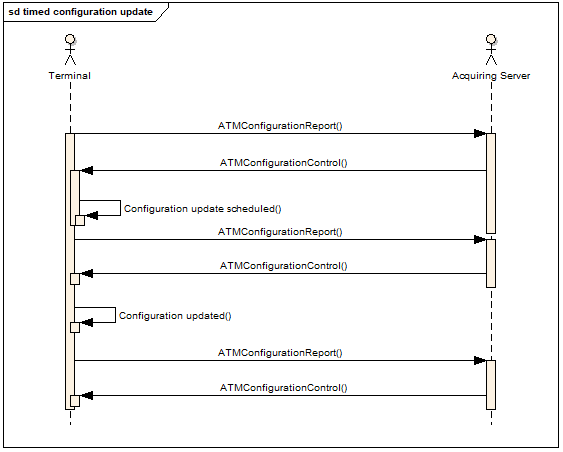 sd timed configuration update
Terminal
Acquiring Server
ATMConfigurationReport()
ATMConfigurationControl()
Configuration update scheduled()
ATMConfigurationReport()
ATMConfigurationControl()
Configuration updated()
ATMConfigurationReport()
ATMConfigurationControl()